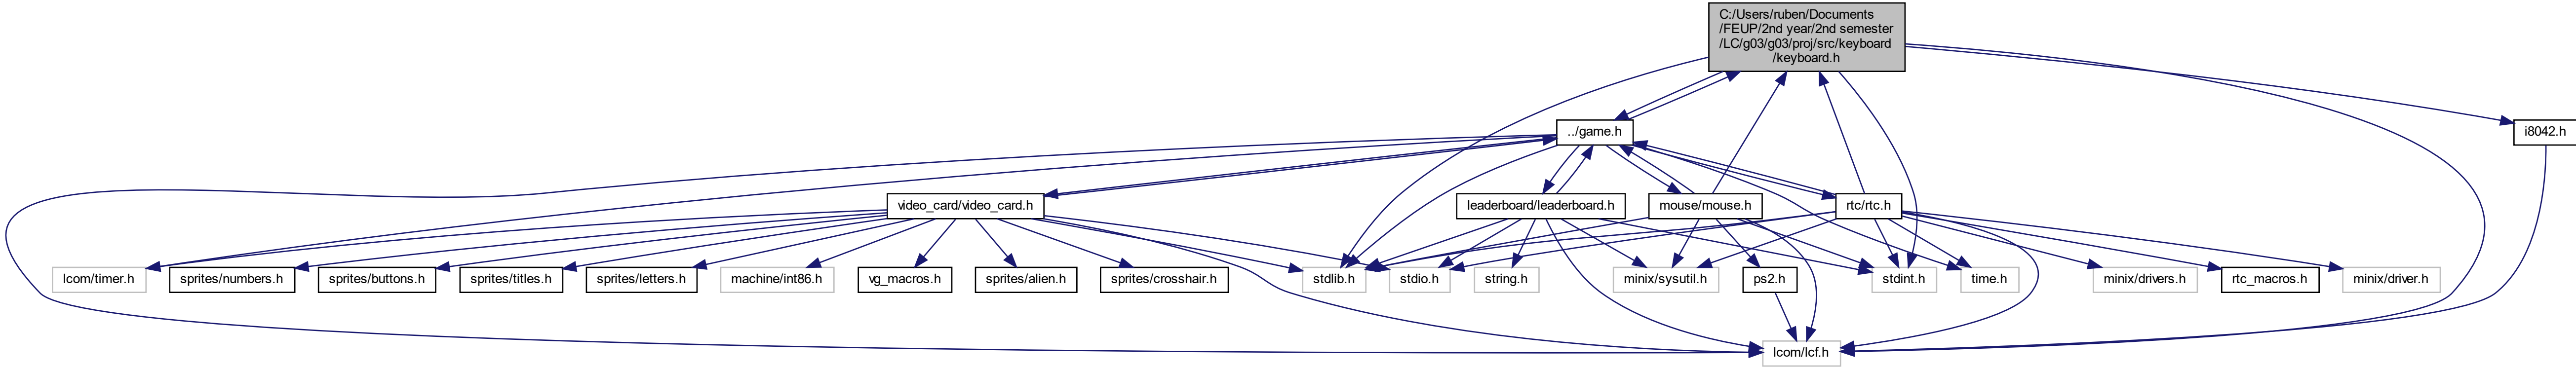 C:/Users/ruben/Documents
/FEUP/2nd year/2nd semester
/LC/g03/g03/proj/src/keyboard
/keyboard.h
../game.h
i8042.h
video_card/video_card.h
leaderboard/leaderboard.h
mouse/mouse.h
rtc/rtc.h
lcom/timer.h
sprites/numbers.h
sprites/buttons.h
sprites/titles.h
sprites/letters.h
machine/int86.h
vg_macros.h
sprites/alien.h
sprites/crosshair.h
stdlib.h
stdio.h
string.h
minix/sysutil.h
ps2.h
stdint.h
time.h
minix/drivers.h
rtc_macros.h
minix/driver.h
lcom/lcf.h